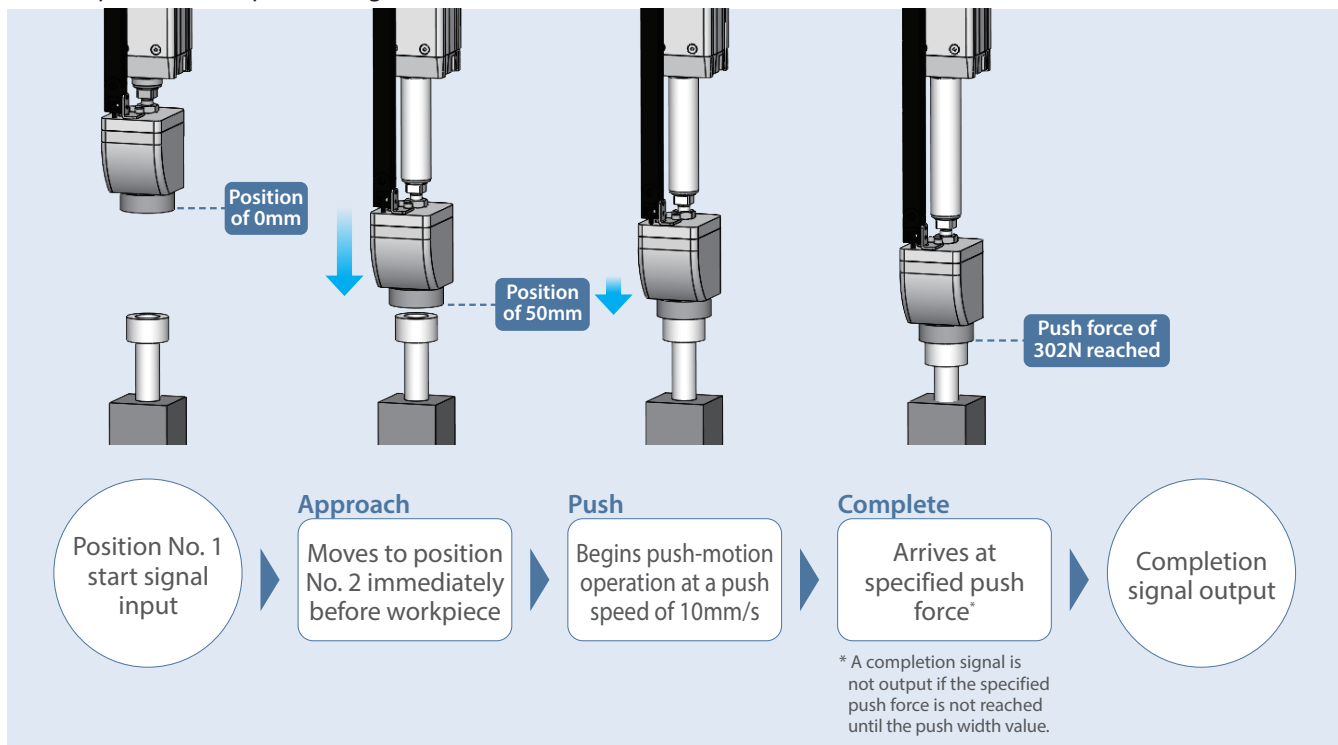 Position
of 0mm
Position
of 50mm
Push force of
302N reached
Position No. 1
start signal
input
Approach
Moves to position
No. 2 immediately
before workpiece
Push
Begins push-motion
operation at a push
speed of 10mm/s
Complete
Arrives at
specified push
force*
* A completion signal is
not output if the specified
push force is not reached
until the push width value.
Completion
signal output